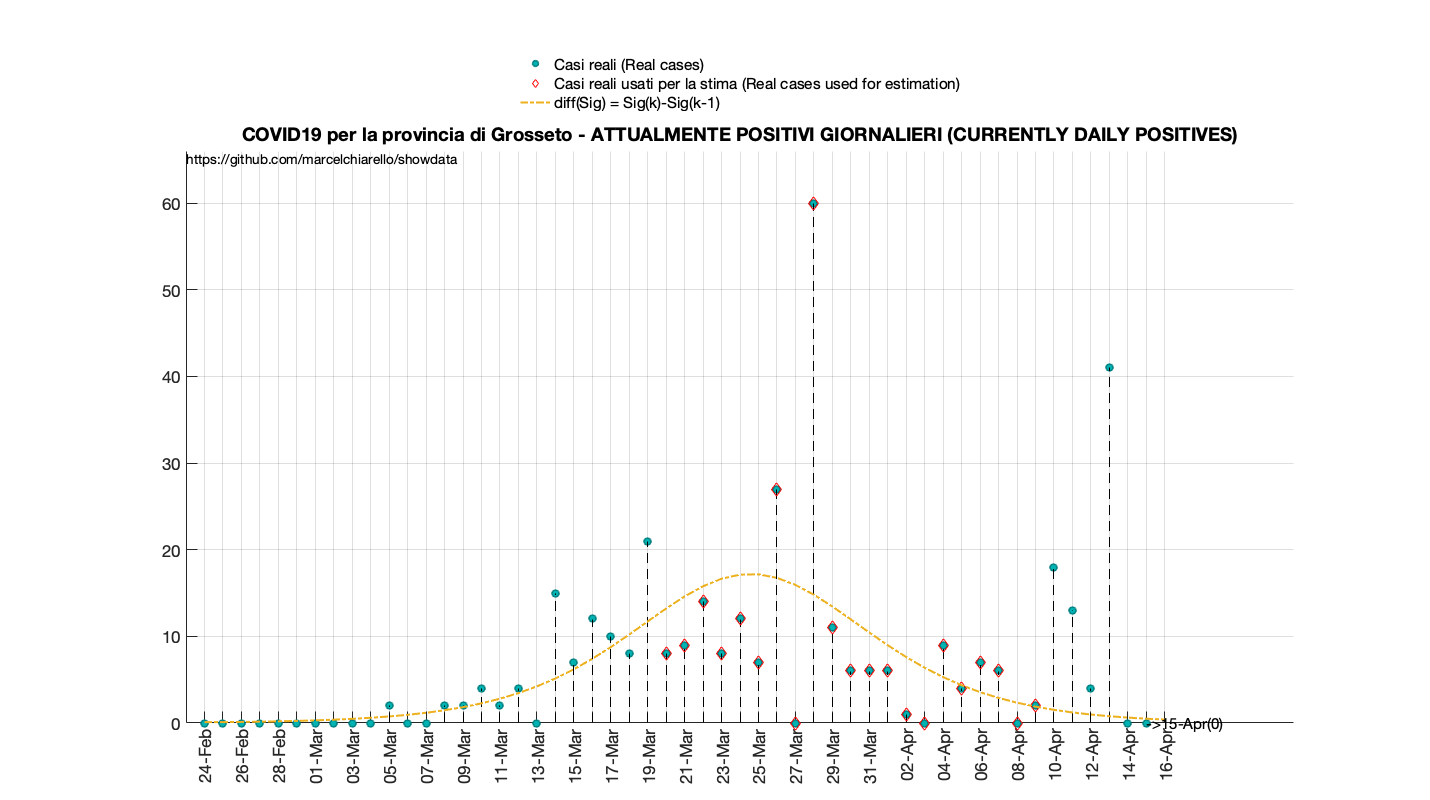 Casi reali (Real cases)
Casi reali usati per la stima (Real cases used for estimation)
diff(Sig) = Sig(k)-Sig(k-1)
COVID19 per la provincia di Grosseto - ATTUALMENTE POSITIVI GIORNALIERI (CURRENTLY DAILY POSITIVES)
https://github.com/marcelchiarello/showdata
60
50
40
30
20
10
0
->15-Apr(0)
24-Feb
26-Feb
28-Feb
01-Mar
03-Mar
05-Mar
07-Mar
09-Mar
11-Mar
13-Mar
15-Mar
17-Mar
19-Mar
21-Mar
23-Mar
25-Mar
27-Mar
29-Mar
31-Mar
02-Apr
04-Apr
06-Apr
08-Apr
10-Apr
12-Apr
14-Apr
16-Apr